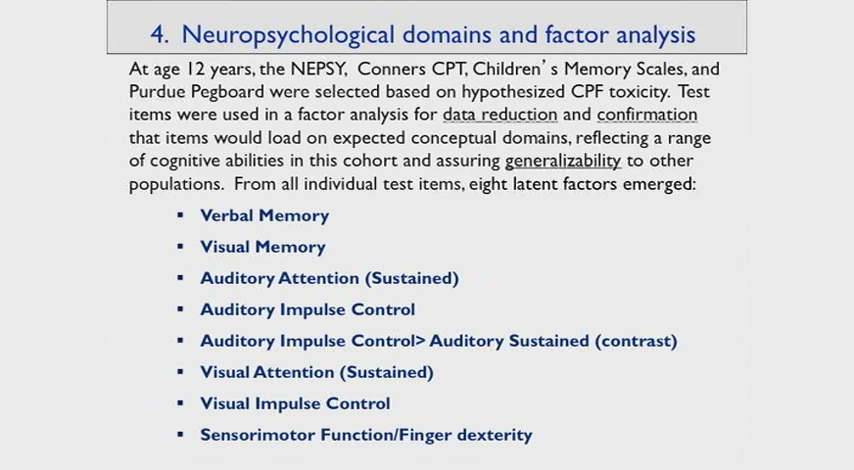 4. Neuropsychological domains and factor analysis
At age 12 years, the NEPSY, Conners CPT, Children's Memory Scales, and
Purdue Pegboard were selected based on hypothesized CPF toxicity. Test
items were used in a factor analysis for data reduction and confirmation
that items would load on expected conceptual domains, reflecting a range
of cognitive abilities in this cohort and assuring generalizability to other
populations. From all individual test items, eight latent factors emerged:
▪ Verbal Memory
▪ Visual Memory
▪ Auditory Attention (Sustained)
▪ Auditory Impulse Control
▪ Auditory Impulse Control> Auditory Sustained (contrast)
▪ Visual Attention (Sustained)
▪ Visual Impulse Control
▪ Sensorimotor Function/Finger dexterity